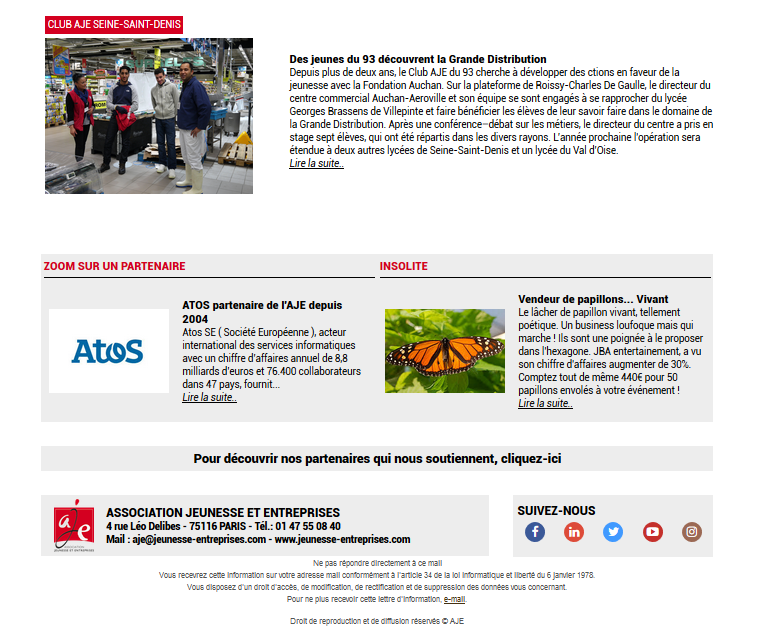 CLUB AJE SEINE-SAINT-DENIS
Des jeunes du 93 découvrent la Grande Distribution
Depuis plus de deux ans, le Club AJE du 93 cherche à développer des ctions en faveur de la
jeunesse avec la Fondation Auchan. Sur la plateforme de Roissy-Charles De Gaulle, le directeur du
centre commercial Auchan-Aeroville et son équipe se sont engagés à se rapprocher du lycée
Georges Brassens de Villepinte et faire bénéficier les élèves de leur savoir faire dans le domaine de
la Grande Distribution. Après une conférence–débat sur les métiers, le directeur du centre a pris en
stage sept élèves, qui ont été répartis dans les divers rayons. L'année prochaine l'opération sera
étendue à deux autres lycées de Seine-Saint-Denis et un lycée du Val d'Oise.
Lire la suite..
ZOOM SUR UN PARTENAIRE
Atos
ATOS partenaire de l'AJE depuis
2004
Atos SE ( Société Européenne ), acteur
international des services informatiques
avec un chiffre d'affaires annuel de 8,8
milliards d'euros et 76.400 collaborateurs
dans 47 pays, fournit...
Lire la suite..
INSOLITE
Vendeur de papillons... Vivant
Le lâcher de papillon vivant, tellement
poétique. Un business loufoque mais qui
marche ! Ils sont une poignée à le proposer
dans l'hexagone. JBA entertainement, a vu
son chiffre d'affaires augmenter de 30%.
Comptez tout de même 440€ pour 50
papillons envolés à votre événement !
Lire la suite..
Pour découvrir nos partenaires qui nous soutiennent, cliquez-ici
aje
ASSOCIATION JEUNESSE ET ENTREPRISES
4 rue Léo Delibes - 75116 PARIS - Tél.: 01 47 55 08 40
Mail : aje@jeunesse-entreprises.com - www.jeunesse-entreprises.com
SUIVEZ-NOUS
Ne pas répondre directement à ce mail
Vous recevrez cette information sur votre adresse mail conformément à l'article 34 de la loi informatique et liberté du 6 janvier 1978.
Vous disposez d'un droit d'accès, de modification, de rectification et de suppression des données vous concernant.
Pour ne plus recevoir cette lettre d'information, e-mail.
Droit de reproduction et de diffusion réservés © AJE